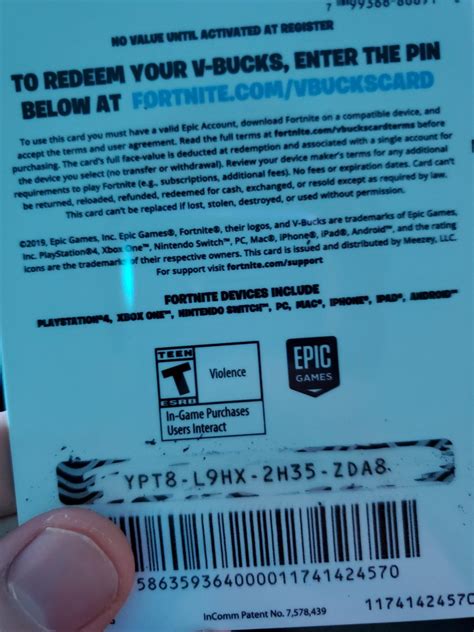 NO VALUE UNTIL ACTIVATED AT REGISTER
TO REDEEM YOUR V-BUCKS, ENTER THE PIN
BELOW AT FORTNITE.COM/VBUCKSCARD
To use this card you must have a valid Epic Account, download Fortnite on a compatible device, and
accept the terms and user agreement. Read the full terms at fortnite.com/vbuckscardterms before
purchasing. The card's full face-value is deducted at redemption and associated with a single account for
the device you select (no transfer or withdrawal). Review your device maker's terms for any additional
requirements to play Fortnite (e.g., subscriptions, additional fees). No fees or expiration dates. Card can't
be returned, reloaded, refunded, redeemed for cash, exchanged, or resold except as required by law.
This card can't be replaced if lost, stolen, destroyed, or used without permission.
©2019, Epic Games, Inc. Epic Games®, Fortnite®, their logos, and V-Bucks are trademarks of Epic Games,
Inc. PlayStation®4, Xbox One™, Nintendo Switch™, PC, Mac®, iPhone®, iPad®, Android™, and the rating
icons are the trademarks of their respective owners. This card is issued and distributed by Meezey, LLC.
For support visit fortnite.com/support
FORTNITE DEVICES INCLUDE
PLAYSTATION®4, XBOX ONE™, NINTENDO SWITCH™, PC, MAC®, IPHONE®, IPAD®, ANDROID™
TEEN
T
ESRB
Violence
In-Game Purchases
Users Interact
EPIC
GAMES
YPT8-L9HX-2H35-ZDA8
586359364000011741424570
InComm Patent No. 7,578,439
11741424570